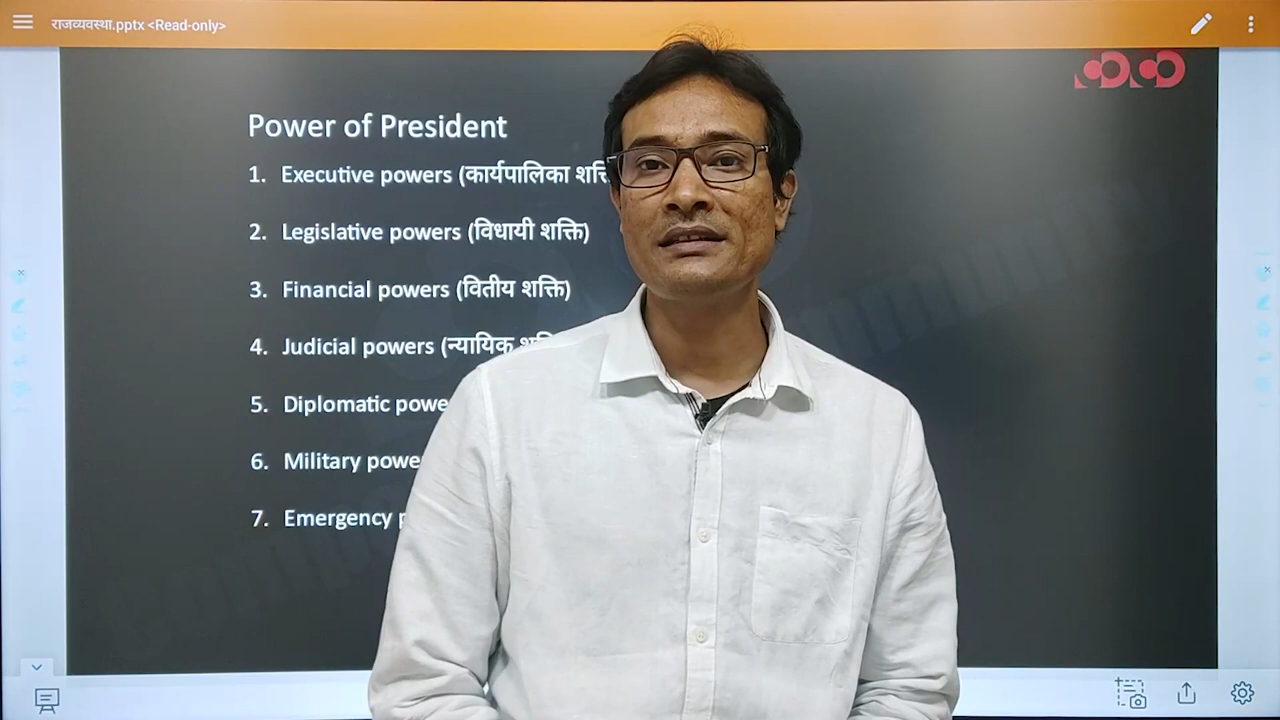 राजव्यवस्था.pptx <Read-only>
Power of President
1. Executive powers (कार्यपालिका
2. Legislative powers (विधायी शक्ति)
3. Financial powers (वितीय शक्ति)
4. Judicial powers (न्यायिक
5. Diplomatic
6. Military
7. Emergency